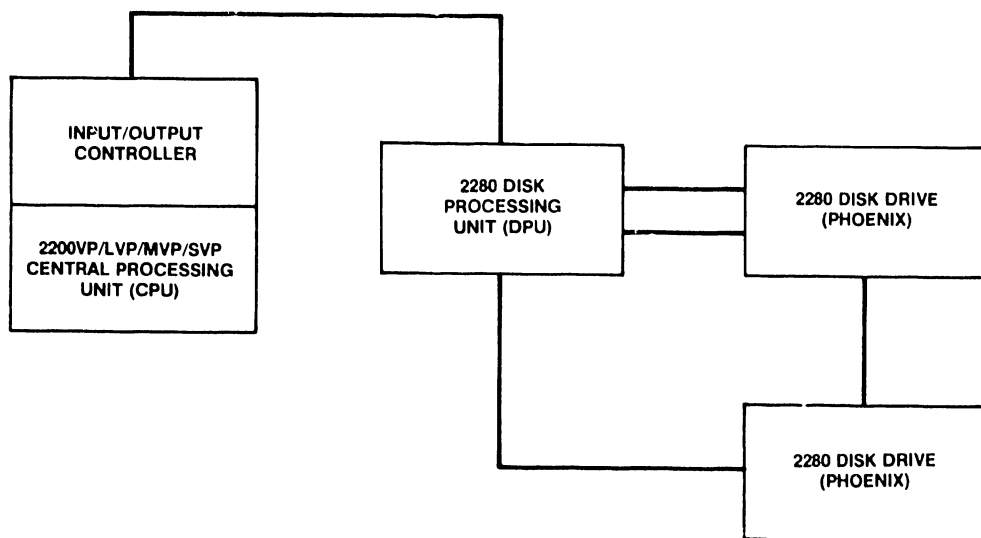 INPUT/OUTPUT
CONTROLLER
2200VP/LVP/MVP/SVP
CENTRAL PROCESSING
UNIT (CPU)
2280 DISK
PROCESSING
UNIT (DPU)
2280 DISK DRIVE
(PHOENIX)
2280 DISK DRIVE
(PHOENIX)